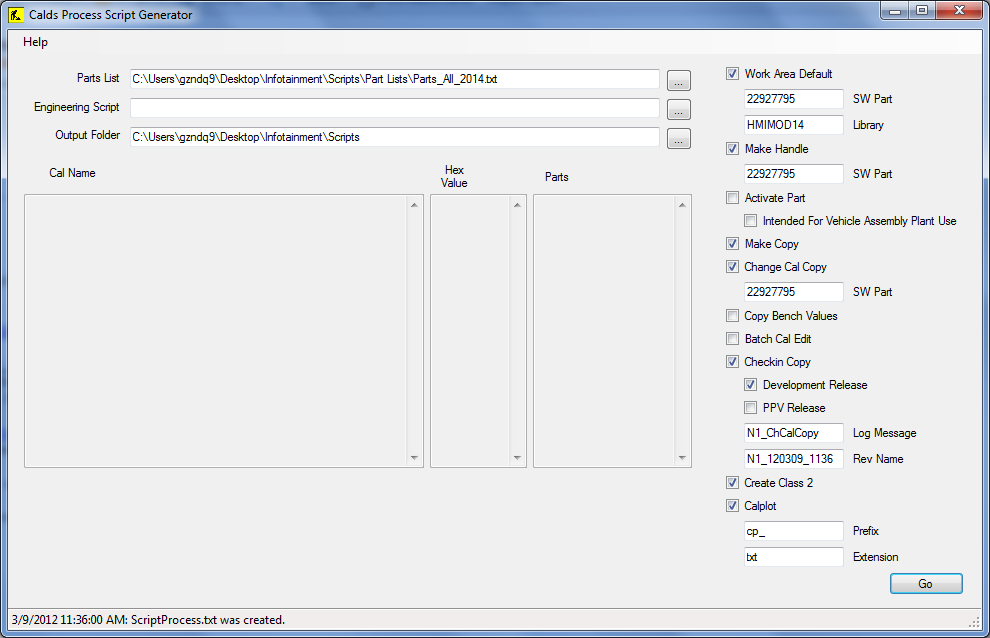 Calds Process Script Generator
Help
Parts List C:\Users\gzndq9\Desktop\Infotainment\Scripts\Part Lists\Parts_All_2014.txt ...
Engineering Script ...
Output Folder C:\Users\gzndq9\Desktop\Infotainment\Scripts ...
Cal Name
Hex
Value
Parts
Work Area Default
22927795 SW Part
HMIMOD14 Library
Make Handle
22927795 SW Part
Activate Part
Intended For Vehicle Assembly Plant Use
Make Copy
Change Cal Copy
22927795 SW Part
Copy Bench Values
Batch Cal Edit
Checkin Copy
Development Release
PPV Release
N1_ChCalCopy Log Message
N1_120309_1136 Rev Name
Create Class 2
Calplot
cp_ Prefix
txt Extension
Go
3/9/2012 11:36:00 AM: ScriptProcess.txt was created.